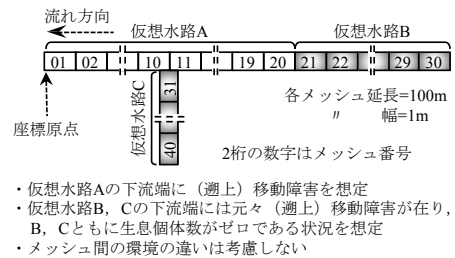 流れ方向
仮想水路A
仮想水路B
01 02 10 11 19 20 21 22 29 30
仮想水路C
31
40
座標原点
各メッシュ延長=100m
〃 幅=1m
2桁の数字はメッシュ番号
・仮想水路Aの下流端に（遡上）移動障害を想定
・仮想水路B，Cの下流端には元々（遡上）移動障害が在り，
B，Cともに生息個体数がゼロである状況を想定
・メッシュ間の環境の違いは考慮しない